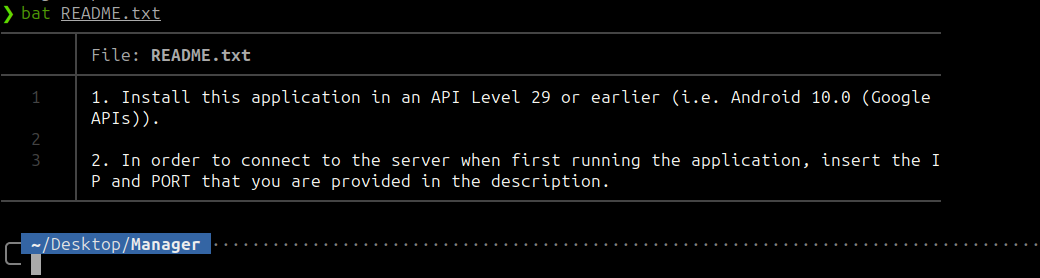 ❯ bat README.txt
File: README.txt
1 1. Install this application in an API Level 29 or earlier (i.e. Android 10.0 (Google
APIs)).
2
3 2. In order to connect to the server when first running the application, insert the I
P and PORT that you are provided in the description.
~/Desktop/Manager